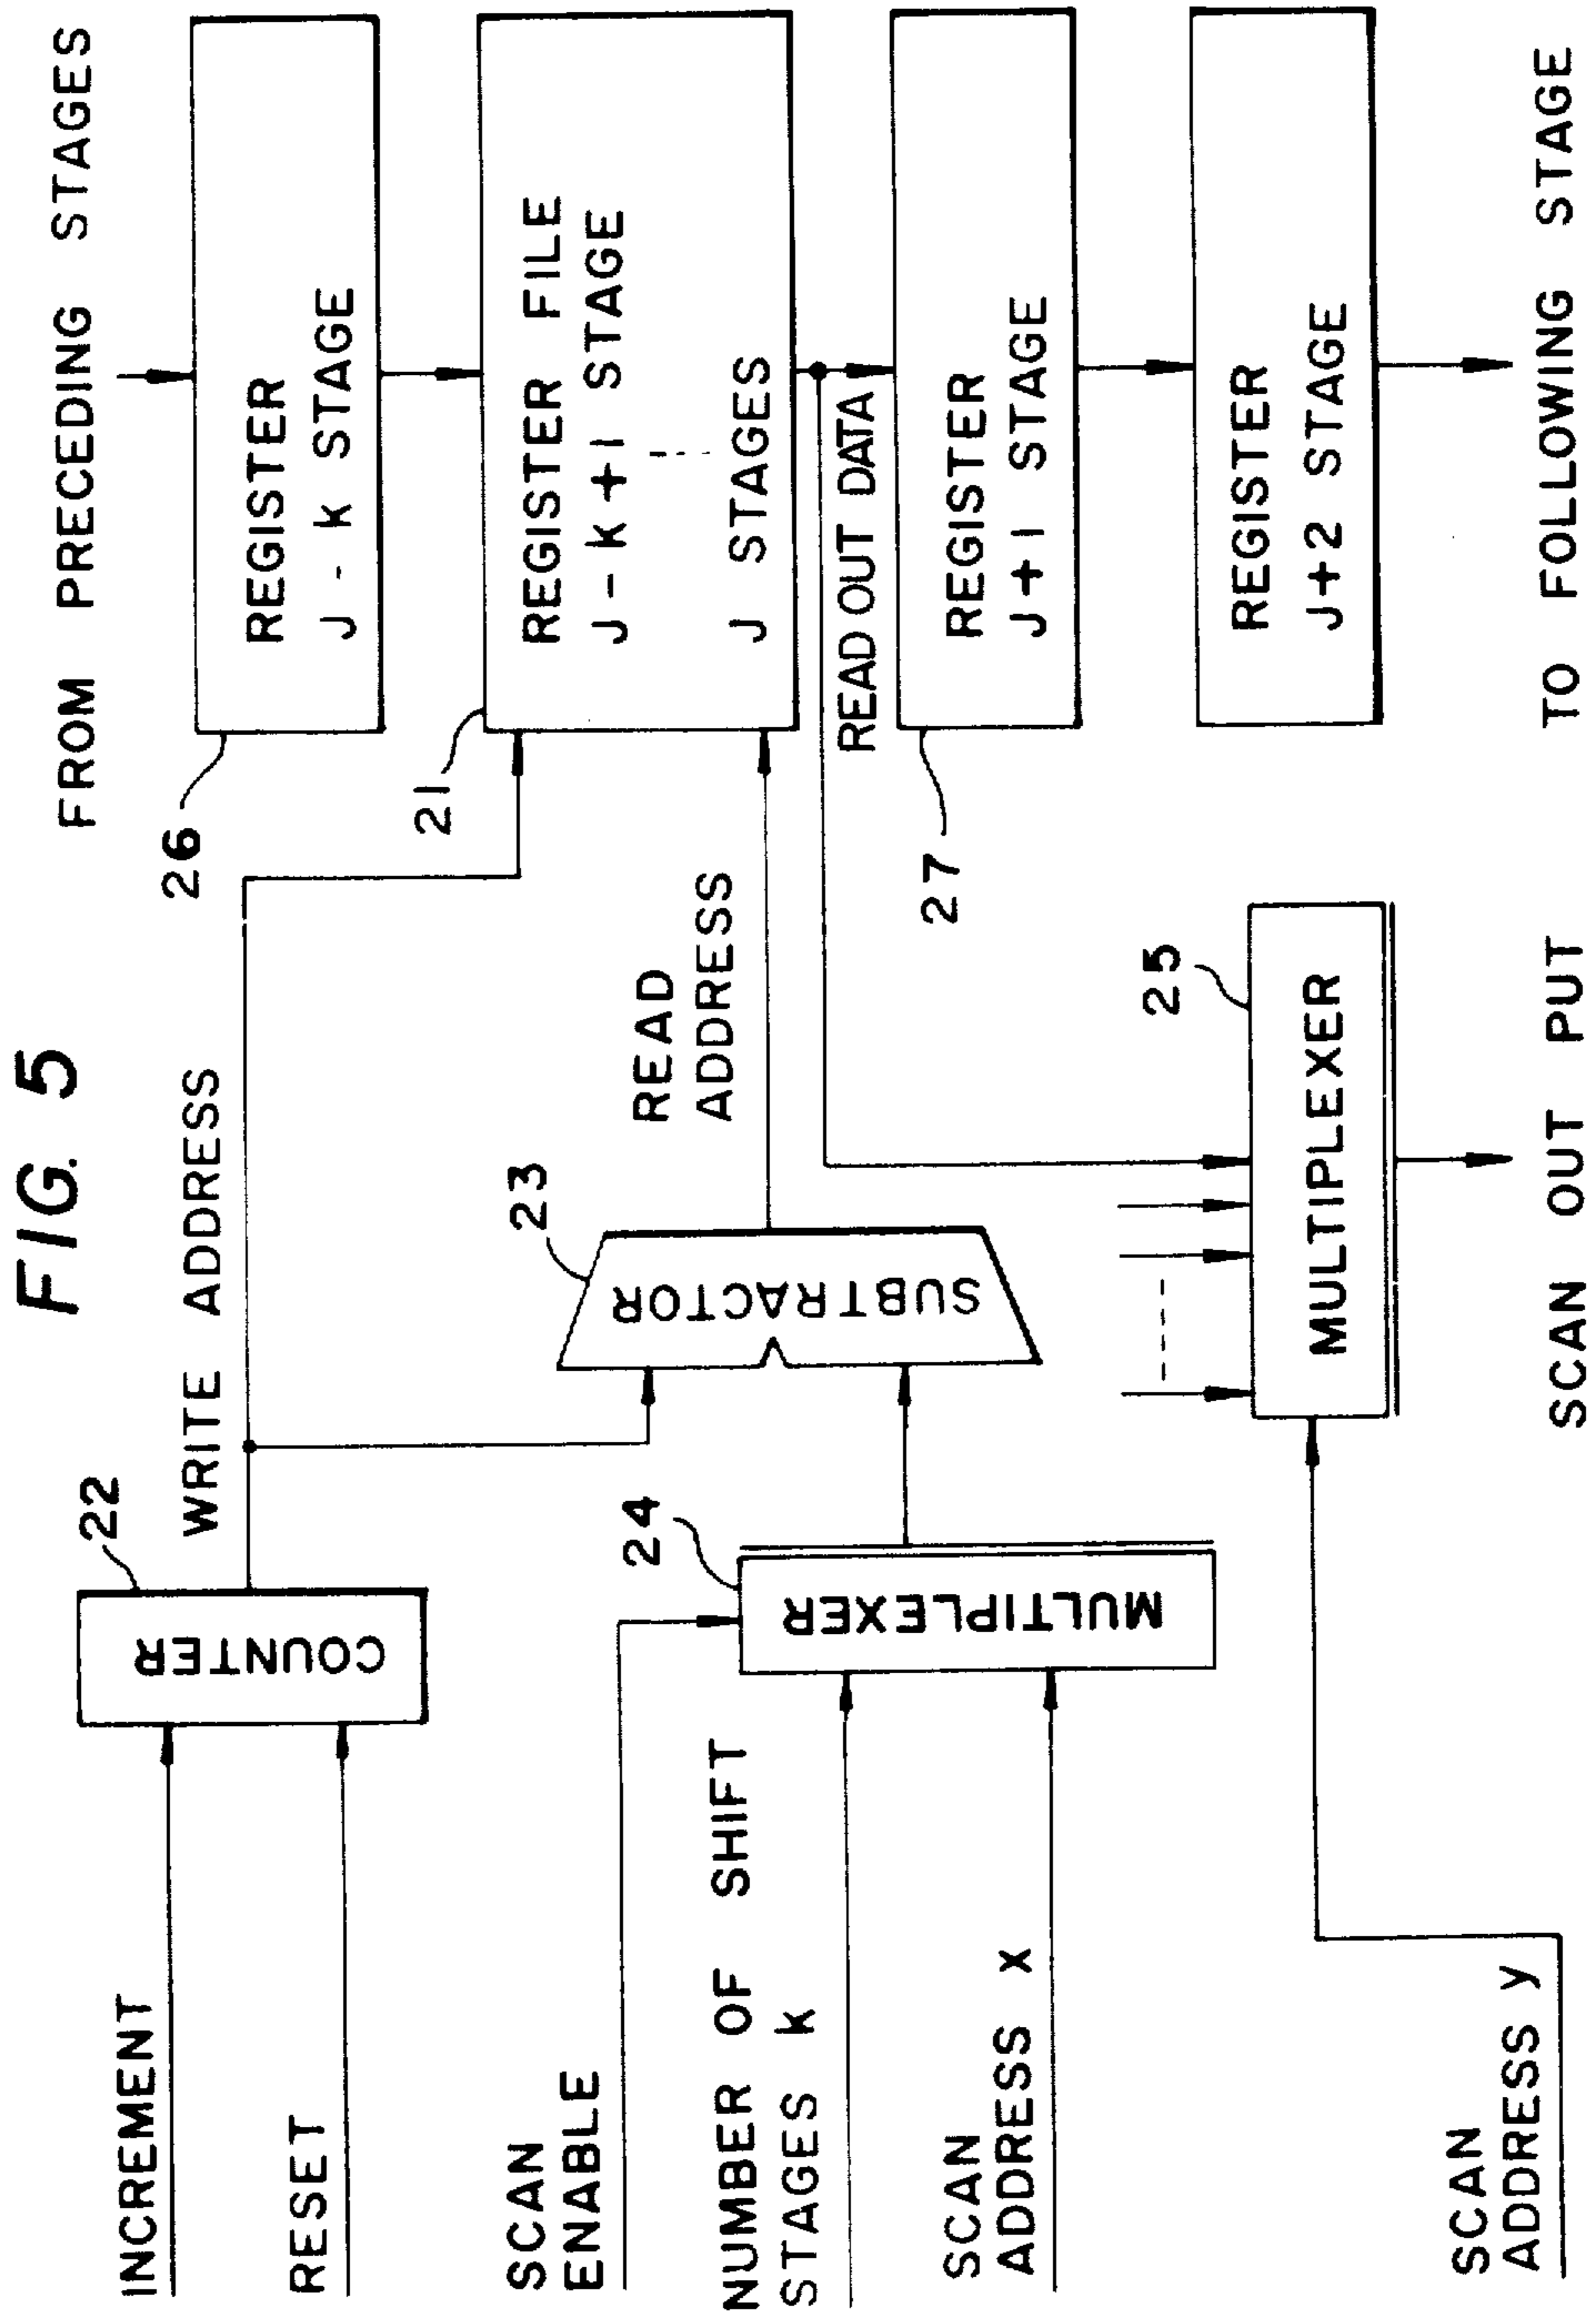 FIG. 5
FROM PRECEDING STAGES
26
REGISTER
J-K STAGE
22
COUNTER
INCREMENT
RESET
WRITE ADDRESS
21
REGISTER FILE
J-K+1 STAGE
J STAGES
SCAN
ENABLE
24
MULTIPLEXER
NUMBER OF SHIFT
STAGES k
SCAN
ADDRESS x
23
SUBTRACTOR
READ
ADDRESS
READ OUT DATA
27
REGISTER
J+1 STAGE
25
MULTIPLEXER
REGISTER
J+2 STAGE
SCAN
ADDRESS y
SCAN OUT PUT
TO FOLLOWING STAGE